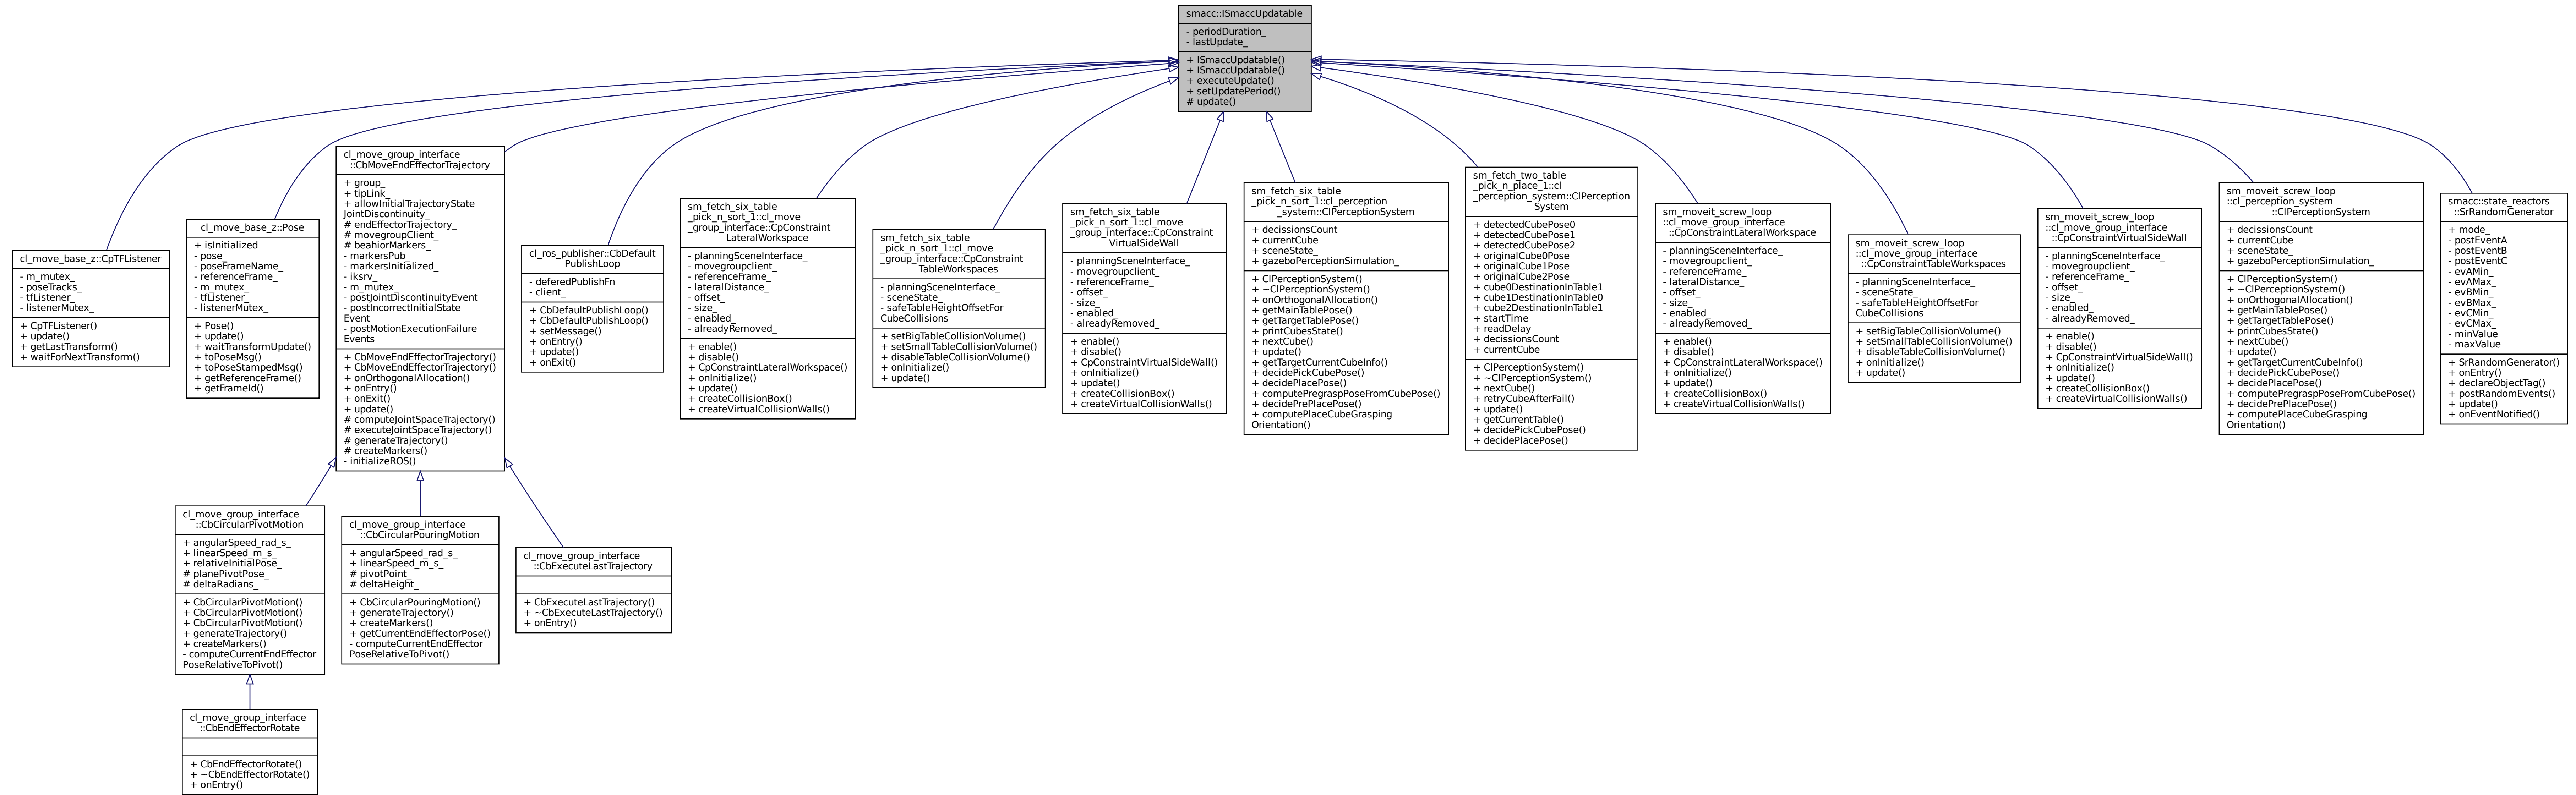 smacc::ISmaccUpdatable
- periodDuration_
- lastUpdate_
+ ISmaccUpdatable()
+ ISmaccUpdatable()
+ executeUpdate()
+ setUpdatePeriod()
# update()
cl_move_base_z::CpTFListener
- m_mutex_
- poseTracks_
- tfListener_
- listenerMutex_
+ CpTFListener()
+ update()
+ getLastTransform()
+ waitForNextTransform()
cl_move_base_z::Pose
+ isInitialized
- pose_
- poseFrameName_
- referenceFrame_
- m_mutex_
- tfListener_
- listenerMutex_
+ Pose()
+ update()
+ waitTransformUpdate()
+ toPoseMsg()
+ toPoseStampedMsg()
+ getReferenceFrame()
+ getFrameId()
cl_move_group_interface
::CbMoveEndEffectorTrajectory
+ group_
+ tipLink_
+ allowInitialTrajectoryState
JointDiscontinuity_
# endEffectorTrajectory_
# movegroupClient_
# beahiorMarkers_
- markersPub_
- markersInitialized_
- iksrv_
- m_mutex_
- postJointDiscontinuityEvent
- postIncorrectInitialState
Event
- postMotionExecutionFailure
Events
+ CbMoveEndEffectorTrajectory()
+ CbMoveEndEffectorTrajectory()
+ onOrthogonalAllocation()
+ onEntry()
+ onExit()
+ update()
# computeJointSpaceTrajectory()
# executeJointSpaceTrajectory()
# generateTrajectory()
# createMarkers()
- initializeROS()
cl_ros_publisher::CbDefault
PublishLoop
- deferedPublishFn
- client_
+ CbDefaultPublishLoop()
+ CbDefaultPublishLoop()
+ setMessage()
+ onEntry()
+ update()
+ onExit()
sm_fetch_six_table
_pick_n_sort_1::cl_move
_group_interface::CpConstraint
LateralWorkspace
- planningSceneInterface_
- movegroupclient_
- referenceFrame_
- lateralDistance_
- offset_
- size_
- enabled_
- alreadyRemoved_
+ enable()
+ disable()
+ CpConstraintLateralWorkspace()
+ onInitialize()
+ update()
+ createCollisionBox()
+ createVirtualCollisionWalls()
sm_fetch_six_table
_pick_n_sort_1::cl_move
_group_interface::CpConstraint
TableWorkspaces
- planningSceneInterface_
- sceneState_
- safeTableHeightOffsetFor
CubeCollisions
+ setBigTableCollisionVolume()
+ setSmallTableCollisionVolume()
+ disableTableCollisionVolume()
+ onInitialize()
+ update()
sm_fetch_six_table
_pick_n_sort_1::cl_move
_group_interface::CpConstraint
VirtualSideWall
- planningSceneInterface_
- movegroupclient_
- referenceFrame_
- offset_
- size_
- enabled_
- alreadyRemoved_
+ enable()
+ disable()
+ CpConstraintVirtualSideWall()
+ onInitialize()
+ update()
+ createCollisionBox()
+ createVirtualCollisionWalls()
sm_fetch_six_table
_pick_n_sort_1::cl_perception
_system::ClPerceptionSystem
+ decissionsCount
+ currentCube
+ sceneState_
+ gazeboPerceptionSimulation_
+ ClPerceptionSystem()
+ ~ClPerceptionSystem()
+ onOrthogonalAllocation()
+ getMainTablePose()
+ getTargetTablePose()
+ printCubesState()
+ nextCube()
+ update()
+ getTargetCurrentCubeInfo()
+ decidePickCubePose()
+ decidePlacePose()
+ computePregraspPoseFromCubePose()
+ decidePrePlacePose()
+ computePlaceCubeGrasping
Orientation()
sm_fetch_two_table
_pick_n_place_1::cl
_perception_system::ClPerception
System
+ detectedCubePose0
+ detectedCubePose1
+ detectedCubePose2
+ originalCube0Pose
+ originalCube1Pose
+ originalCube2Pose
+ cube0DestinationInTable1
+ cube1DestinationInTable0
+ cube2DestinationInTable1
+ startTime
+ readDelay
+ decissionsCount
+ currentCube
+ ClPerceptionSystem()
+ ~ClPerceptionSystem()
+ nextCube()
+ retryCubeAfterFail()
+ update()
+ getCurrentTable()
+ decidePickCubePose()
+ decidePlacePose()
sm_moveit_screw_loop
::cl_move_group_interface
::CpConstraintLateralWorkspace
- planningSceneInterface_
- movegroupclient_
- referenceFrame_
- lateralDistance_
- offset_
- size_
- enabled_
- alreadyRemoved_
+ enable()
+ disable()
+ CpConstraintLateralWorkspace()
+ onInitialize()
+ update()
+ createCollisionBox()
+ createVirtualCollisionWalls()
sm_moveit_screw_loop
::cl_move_group_interface
::CpConstraintTableWorkspaces
- planningSceneInterface_
- sceneState_
- safeTableHeightOffsetFor
CubeCollisions
+ setBigTableCollisionVolume()
+ setSmallTableCollisionVolume()
+ disableTableCollisionVolume()
+ onInitialize()
+ update()
sm_moveit_screw_loop
::cl_move_group_interface
::CpConstraintVirtualSideWall
- planningSceneInterface_
- movegroupclient_
- referenceFrame_
- offset_
- size_
- enabled_
- alreadyRemoved_
+ enable()
+ disable()
+ CpConstraintVirtualSideWall()
+ onInitialize()
+ update()
+ createCollisionBox()
+ createVirtualCollisionWalls()
sm_moveit_screw_loop
::cl_perception_system
::ClPerceptionSystem
+ decissionsCount
+ currentCube
+ sceneState_
+ gazeboPerceptionSimulation_
+ ClPerceptionSystem()
+ ~ClPerceptionSystem()
+ onOrthogonalAllocation()
+ getMainTablePose()
+ getTargetTablePose()
+ printCubesState()
+ nextCube()
+ update()
+ getTargetCurrentCubeInfo()
+ decidePickCubePose()
+ decidePlacePose()
+ computePregraspPoseFromCubePose()
+ decidePrePlacePose()
+ computePlaceCubeGrasping
Orientation()
smacc::state_reactors
::SrRandomGenerator
+ mode_
- postEventA
- postEventB
- postEventC
- evAMin_
- evAMax_
- evBMin_
- evBMax_
- evCMin_
- evCMax_
- minValue
- maxValue
+ SrRandomGenerator()
+ onEntry()
+ declareObjectTag()
+ postRandomEvents()
+ update()
+ onEventNotified()
cl_move_group_interface
::CbCircularPivotMotion
+ angularSpeed_rad_s_
+ linearSpeed_m_s_
+ relativeInitialPose_
# planePivotPose_
# deltaRadians_
+ CbCircularPivotMotion()
+ CbCircularPivotMotion()
+ CbCircularPivotMotion()
+ generateTrajectory()
+ createMarkers()
- computeCurrentEndEffector
PoseRelativeToPivot()
cl_move_group_interface
::CbCircularPouringMotion
+ angularSpeed_rad_s_
+ linearSpeed_m_s_
# pivotPoint_
# deltaHeight_
+ CbCircularPouringMotion()
+ generateTrajectory()
+ createMarkers()
+ getCurrentEndEffectorPose()
- computeCurrentEndEffector
PoseRelativeToPivot()
cl_move_group_interface
::CbExecuteLastTrajectory
+ CbExecuteLastTrajectory()
+ ~CbExecuteLastTrajectory()
+ onEntry()
cl_move_group_interface
::CbEndEffectorRotate
+ CbEndEffectorRotate()
+ ~CbEndEffectorRotate()
+ onEntry()